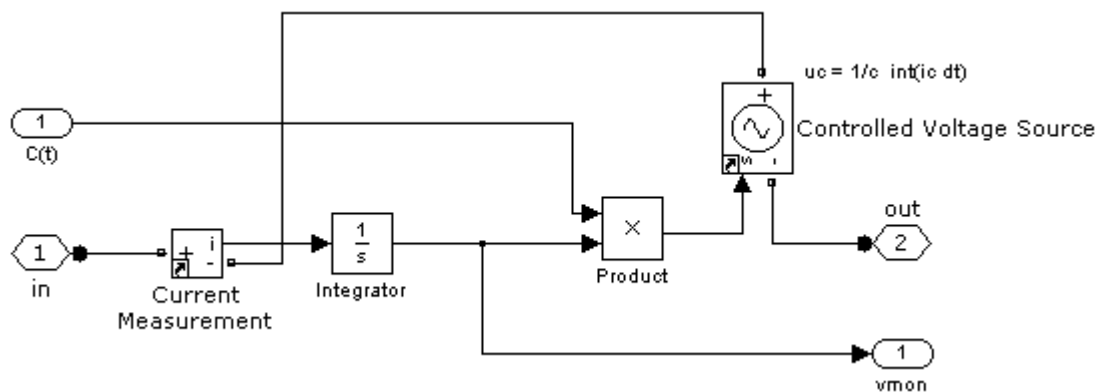 uc = 1/c int(ic dt)
+
Controlled Voltage Source
s -
1
C(t)
out
2
×
Product
1
in
+ i
-
Current
Measurement
1
s
Integrator
1
vmon